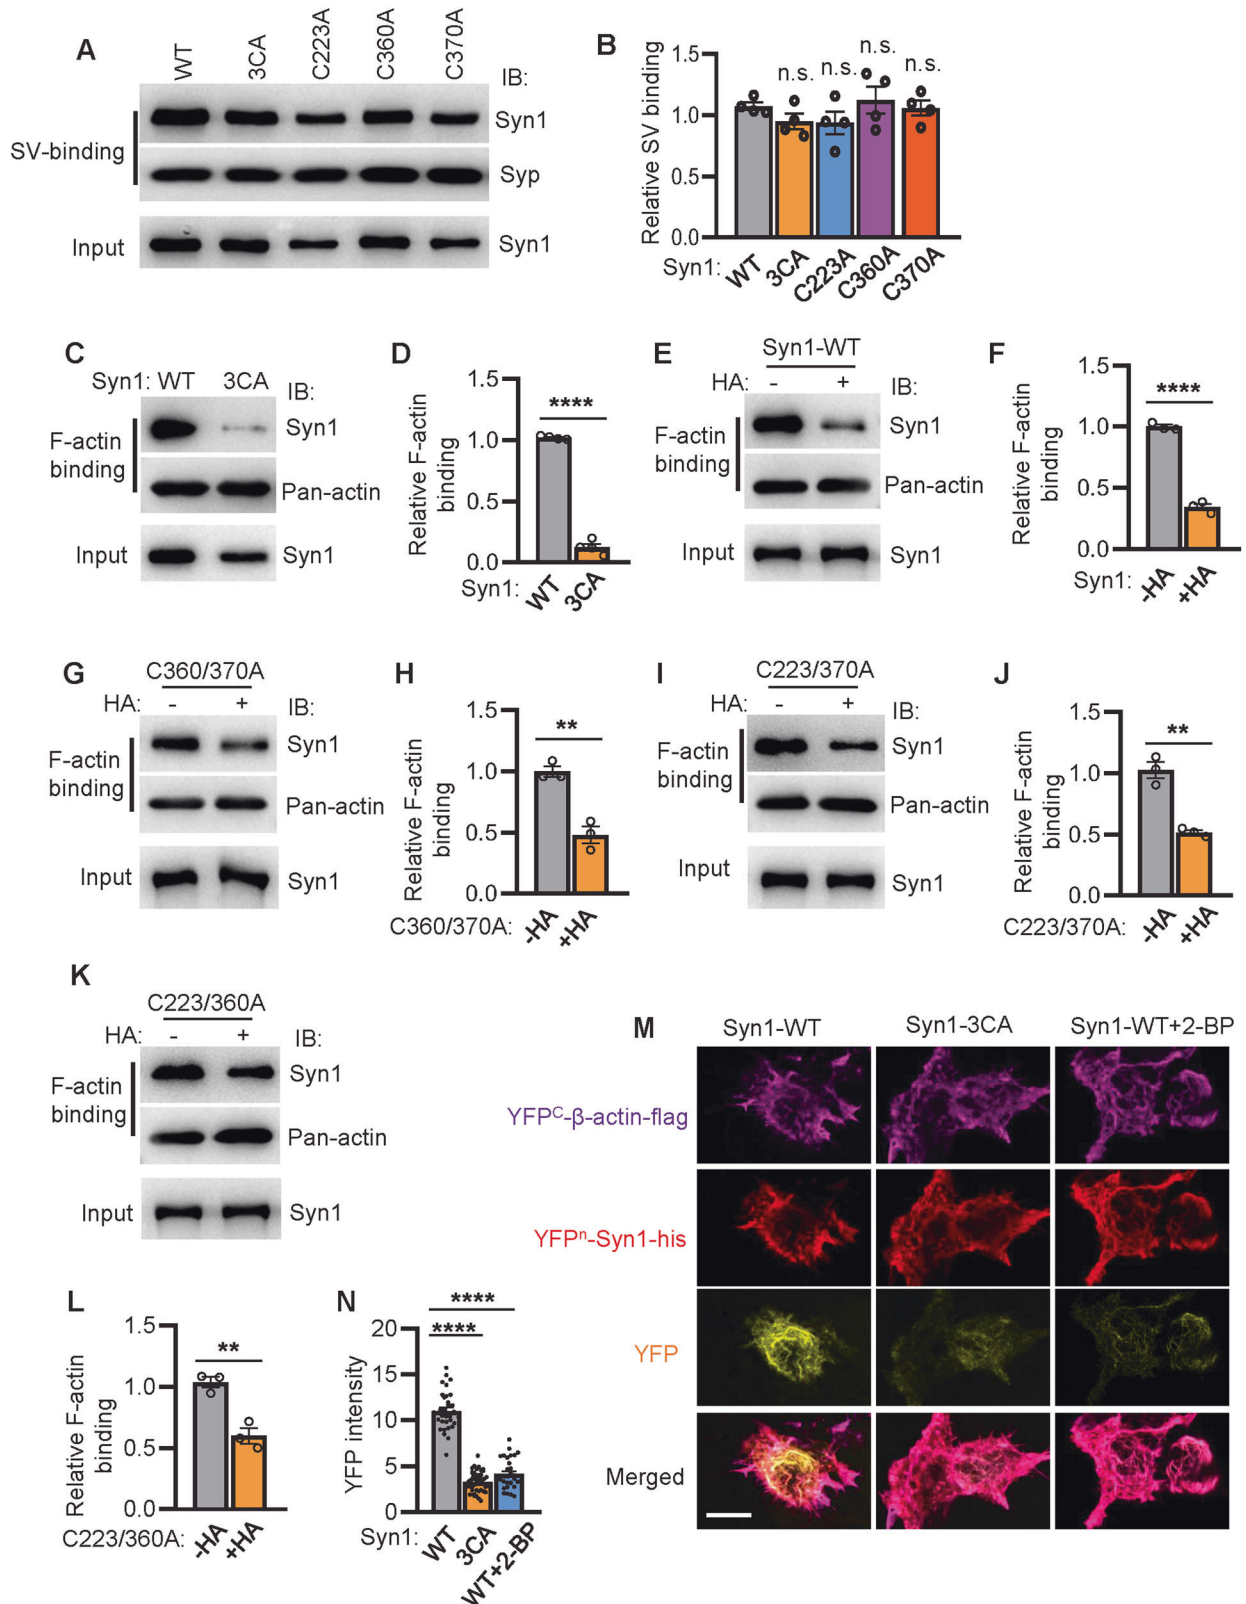 A
WT
3CA
C223A
C360A
C370A
IB:
SV-binding
Syn1
Syp
Input
Syn1
B
Relative SV binding
1.5
1.0
0.5
0.0
n.s.
n.s.
n.s.
n.s.
Syn1:
WT
3CA
C223A
C360A
C370A
C
Syn1: WT 3CA
IB:
F-actin
binding
Syn1
Pan-actin
Input
Syn1
D
Relative F-actin
binding
1.5
1.0
0.5
0.0
****
Syn1:
WT
3CA
E
Syn1-WT
HA: - +
IB:
F-actin
binding
Syn1
Pan-actin
Input
Syn1
F
Relative F-actin
binding
1.5
1.0
0.5
0.0
****
Syn1:
-HA
+HA
G
C360/370A
HA: - +
IB:
F-actin
binding
Syn1
Pan-actin
Input
Syn1
H
Relative F-actin
binding
1.5
1.0
0.5
0.0
**
C360/370A:
-HA
+HA
I
C223/370A
HA: - +
IB:
F-actin
binding
Syn1
Pan-actin
Input
Syn1
J
Relative F-actin
binding
1.5
1.0
0.5
0.0
**
C223/370A:
-HA
+HA
K
C223/360A
HA: - +
IB:
F-actin
binding
Syn1
Pan-actin
Input
Syn1
L
Relative F-actin
binding
1.5
1.0
0.5
0.0
**
C223/360A:
-HA
+HA
M
Syn1-WT
Syn1-3CA
Syn1-WT+2-BP
YFPᶜ-β-actin-flag
YFPⁿ-Syn1-his
YFP
Merged
N
YFP intensity
20
15
10
5
0
****
****
Syn1:
WT
3CA
WT+2-BP